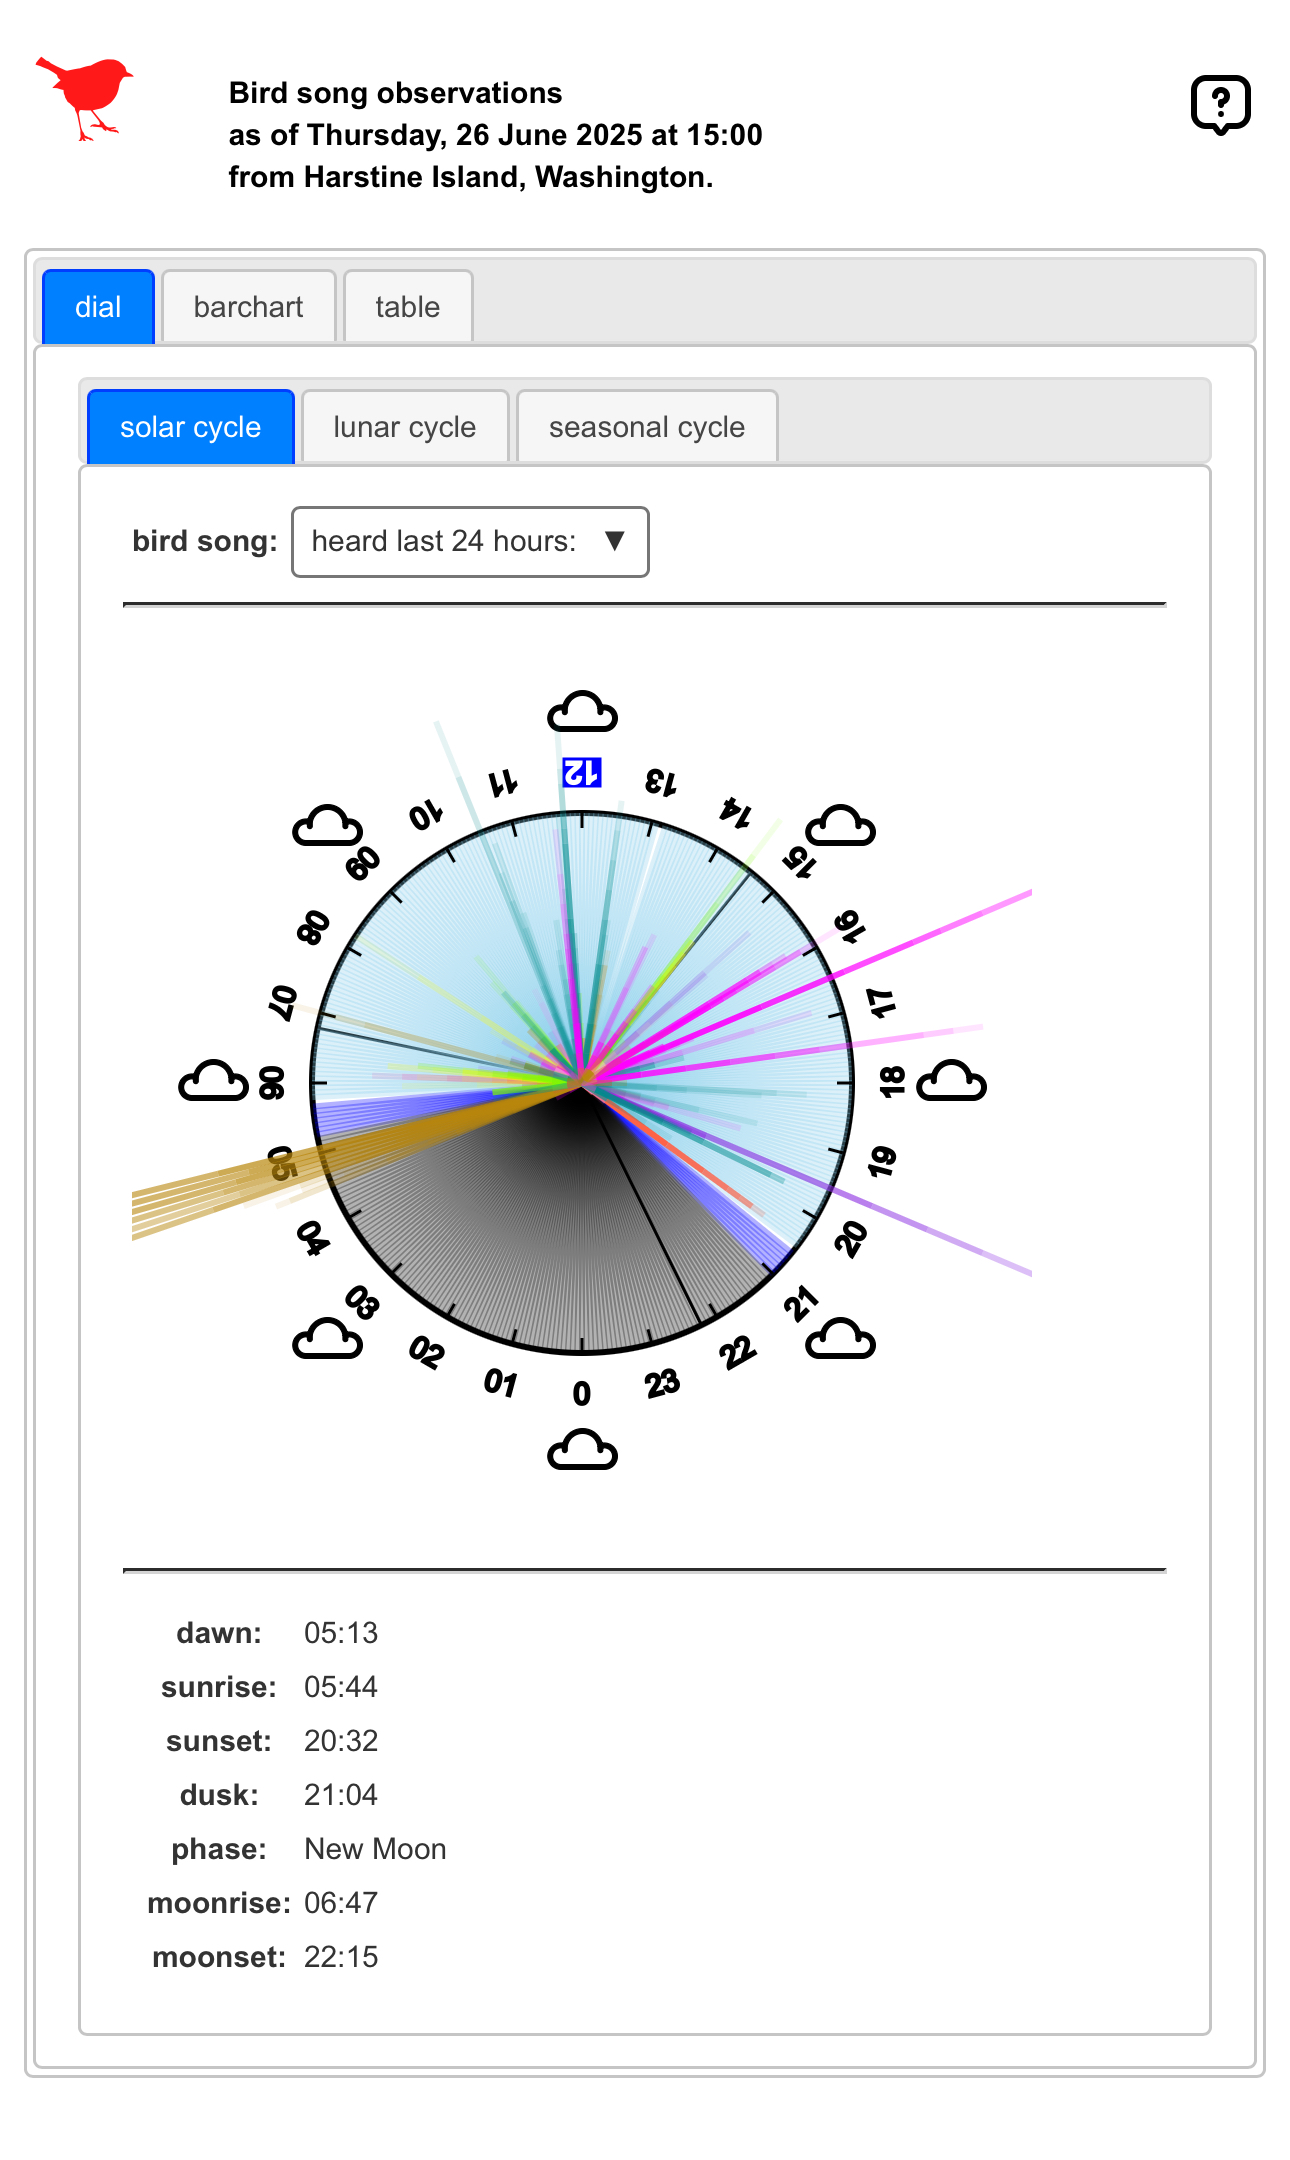 Bird song observations
as of Thursday, 26 June 2025 at 15:00
from Harstine Island, Washington.
?
dial
barchart
table
solar cycle
lunar cycle
seasonal cycle
bird song: heard last 24 hours: ▼
12
13
14
15
16
17
18
19
20
21
22
23
0
01
02
03
04
05
06
07
08
09
10
11
dawn: 05:13
sunrise: 05:44
sunset: 20:32
dusk: 21:04
phase: New Moon
moonrise: 06:47
moonset: 22:15